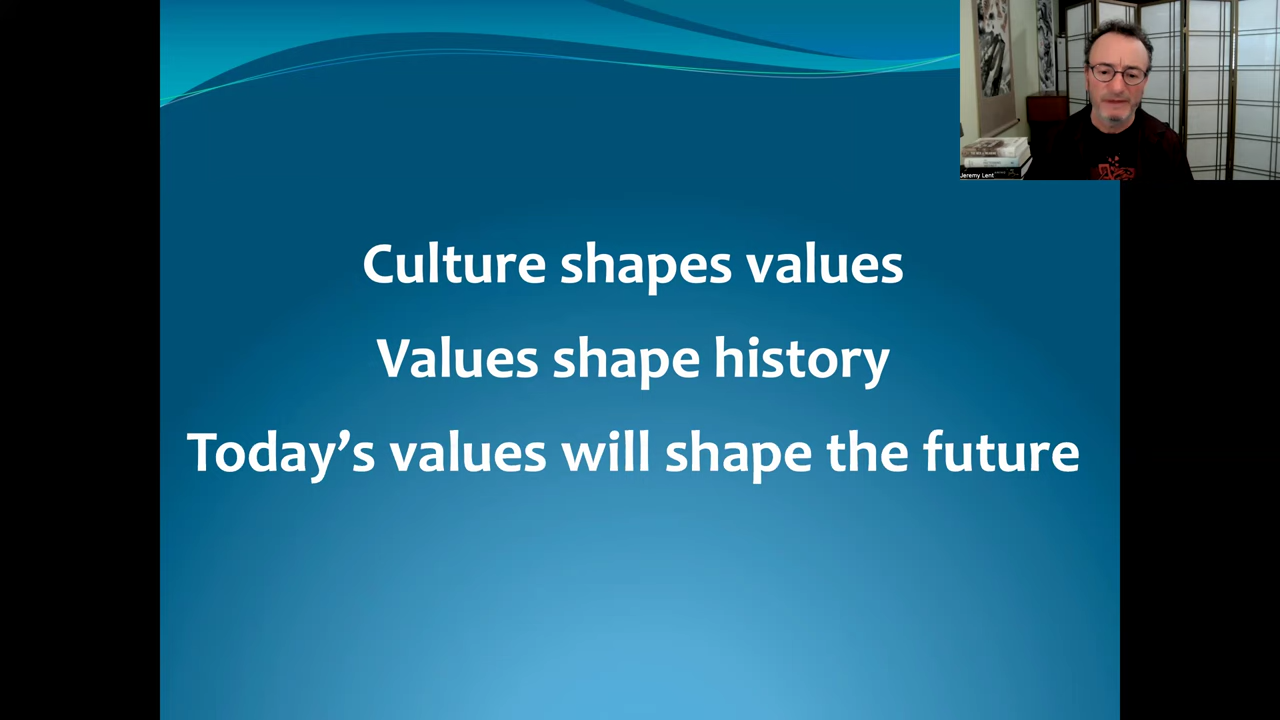 Jeremy Lent
Culture shapes values
Values shape history
Today's values will shape the future